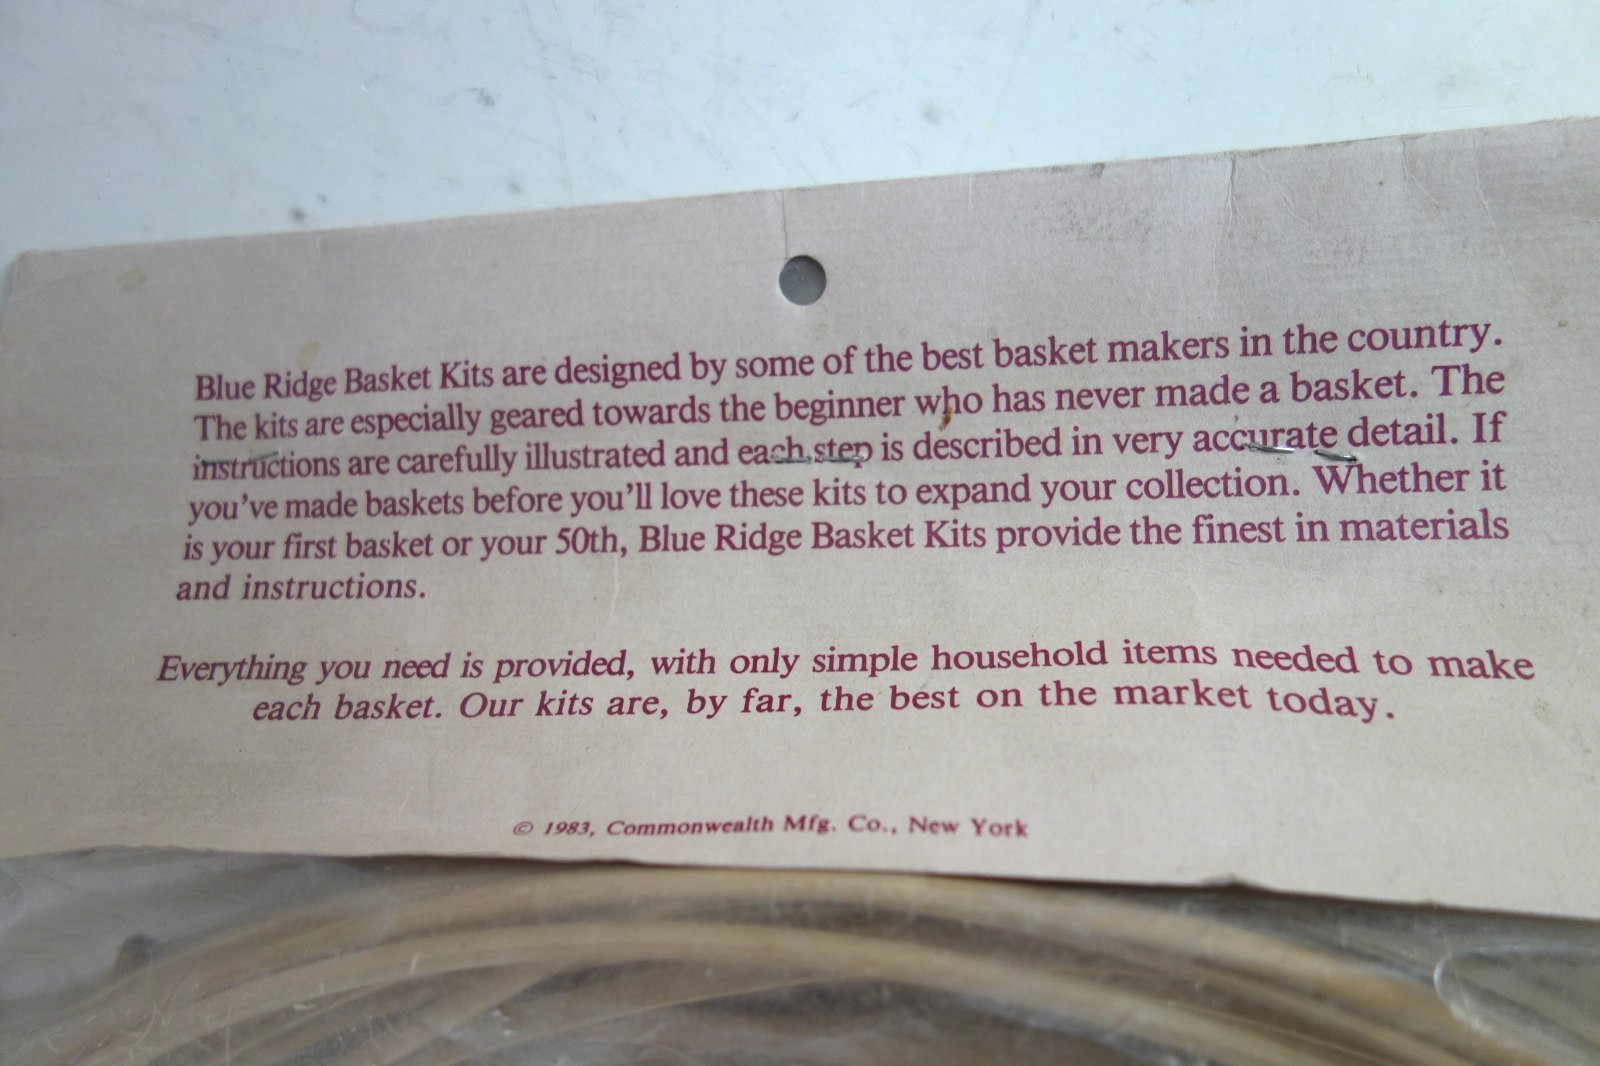 Blue Ridge Basket Kits are designed by some of the best basket makers in the country.
The kits are especially geared towards the beginner who has never made a basket. The
instructions are carefully illustrated and each step is described in very accurate detail. If
you've made baskets before you'll love these kits to expand your collection. Whether it
is your first basket or your 50th, Blue Ridge Basket Kits provide the finest in materials
and instructions.
Everything you need is provided, with only simple household items needed to make
each basket. Our kits are, by far, the best on the market today.
© 1983, Commonwealth Mfg. Co., New York